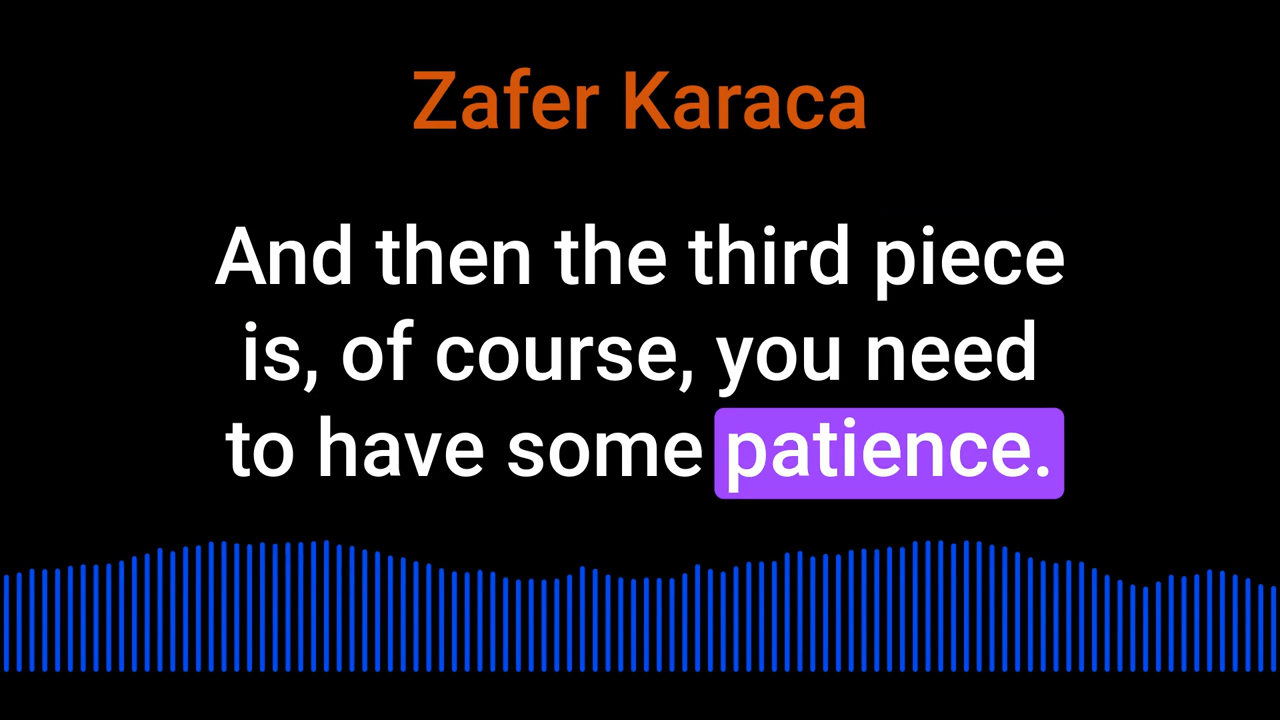 Zafer Karaca
And then the third piece
is, of course, you need
to have some patience.